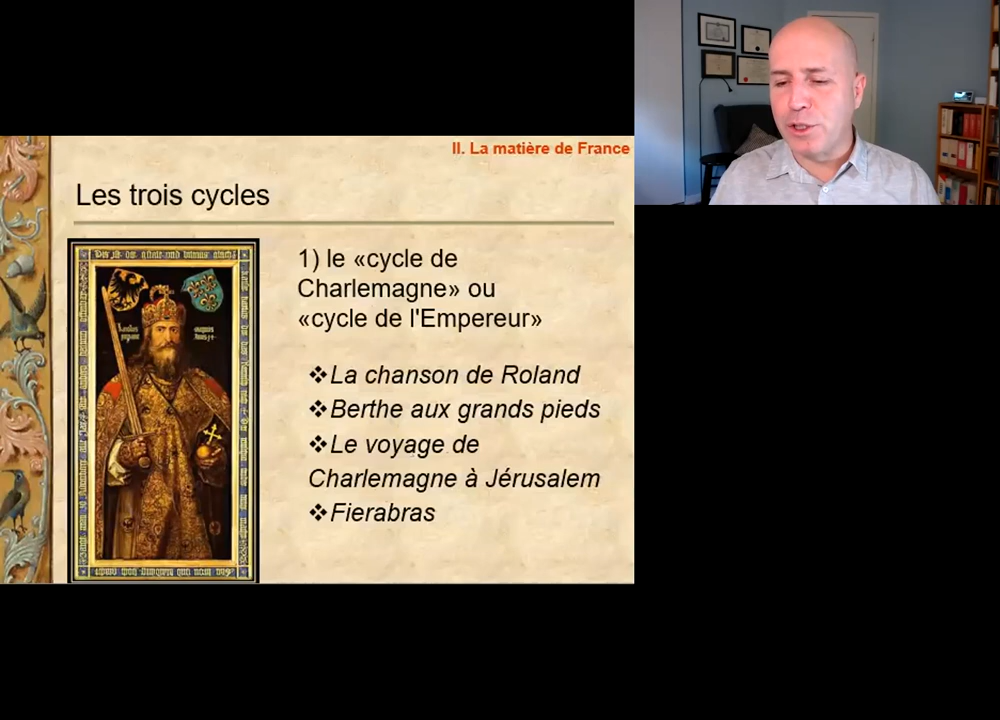 II. La matière de France
Les trois cycles
1) le «cycle de
Charlemagne» ou
«cycle de l'Empereur»
❖La chanson de Roland
❖Berthe aux grands pieds
❖Le voyage de
Charlemagne à Jérusalem
❖Fierabras